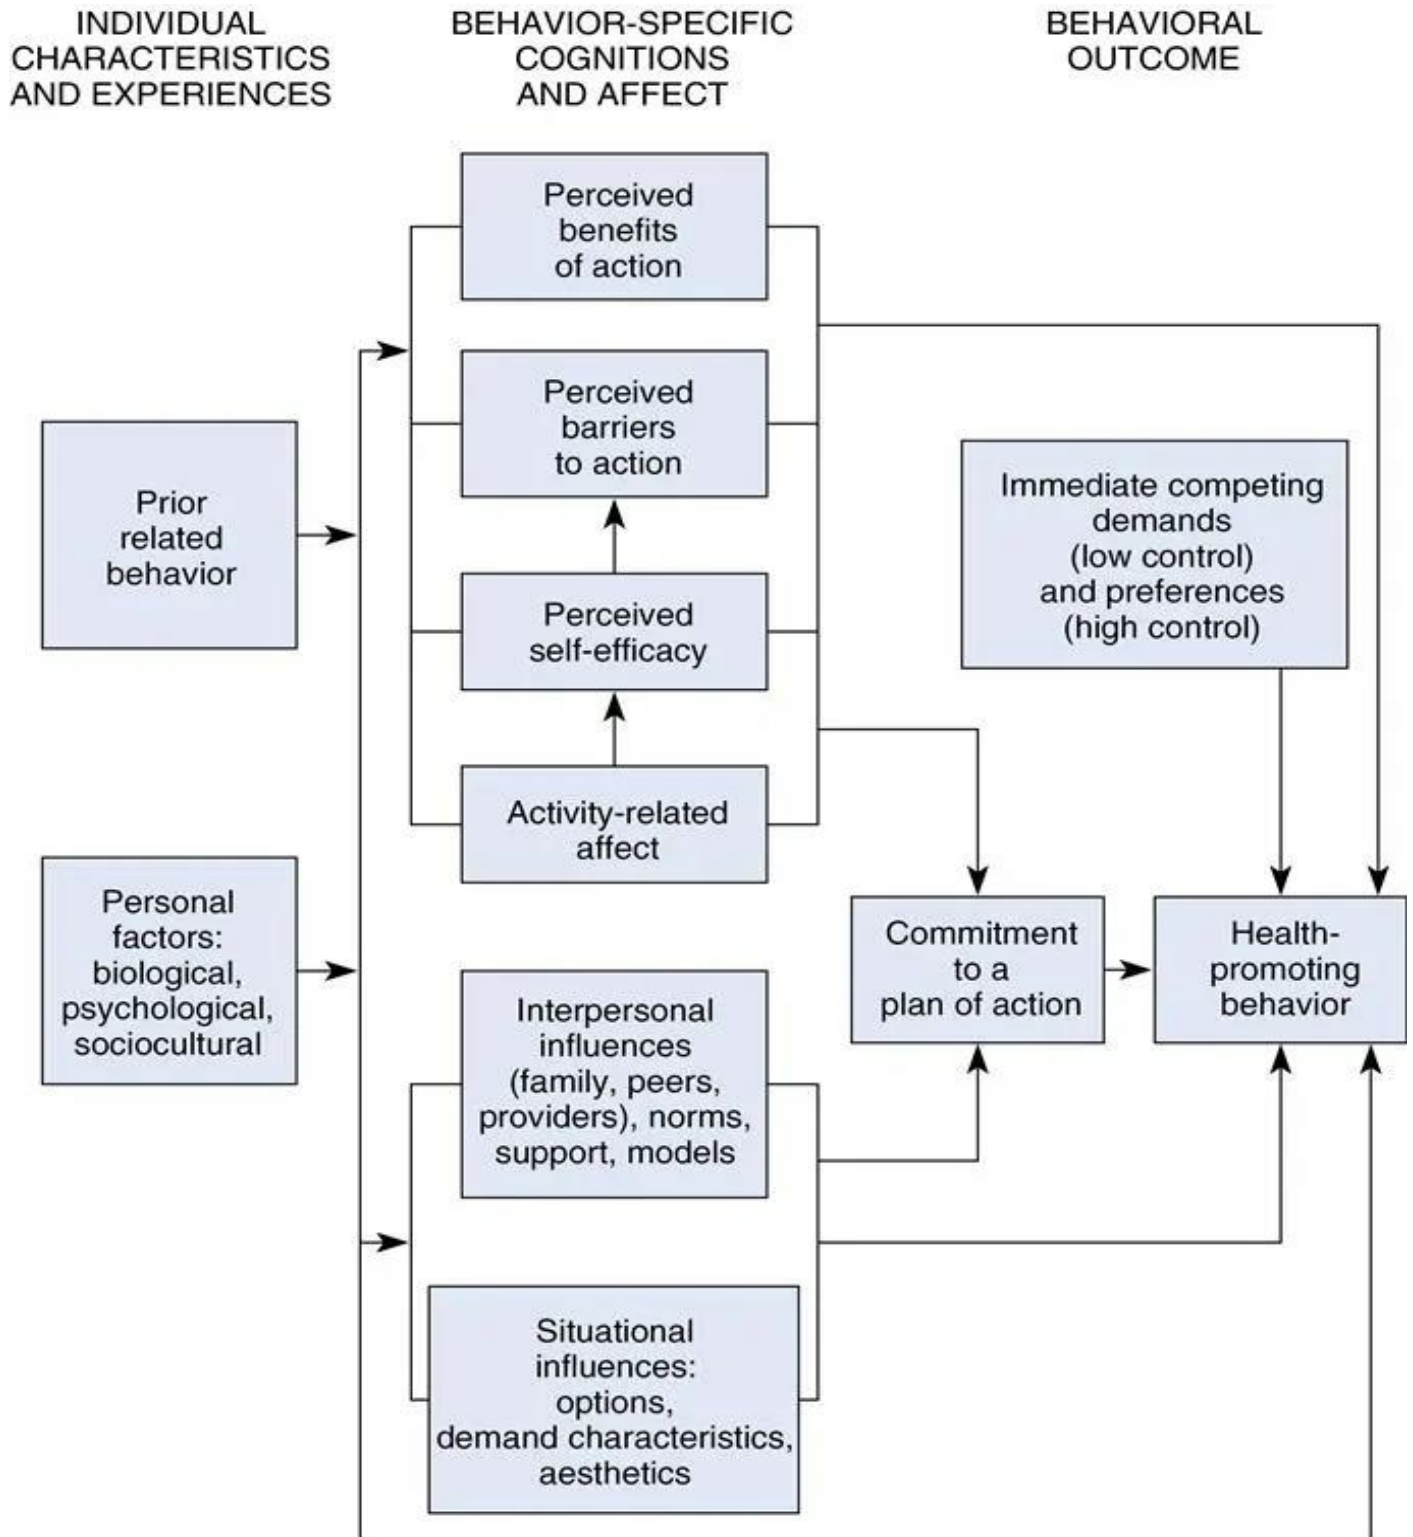 INDIVIDUAL
CHARACTERISTICS
AND EXPERIENCES
BEHAVIOR-SPECIFIC
COGNITIONS
AND AFFECT
BEHAVIORAL
OUTCOME
Perceived
benefits
of action
Perceived
barriers
to action
Prior
related
behavior
Immediate competing
demands
(low control)
and preferences
(high control)
Perceived
self-efficacy
Activity-related
affect
Personal
factors:
biological,
psychological,
sociocultural
Commitment
to a
plan of action
Health-
promoting
behavior
Interpersonal
influences
(family, peers,
providers), norms,
support, models
Situational
influences:
options,
demand characteristics,
aesthetics